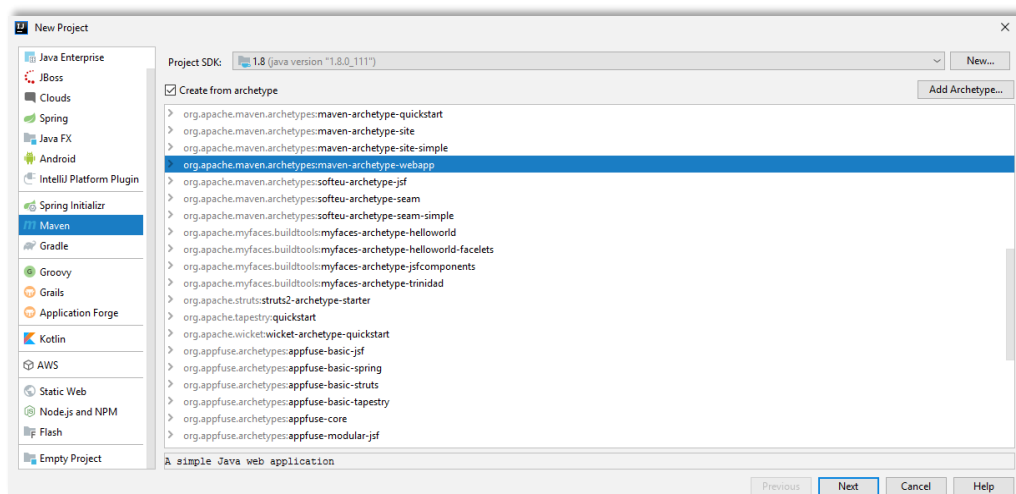 IJ New Project
Java Enterprise
JBoss
Clouds
Spring
Java FX
Android
IntelliJ Platform Plugin
Spring Initializr
Maven
Gradle
Groovy
Grails
Application Forge
Kotlin
AWS
Static Web
Node.js and NPM
Flash
Empty Project
Project SDK: 1.8 (java version "1.8.0_111") New...
Create from archetype Add Archetype...
org.apache.maven.archetypes:maven-archetype-quickstart
org.apache.maven.archetypes:maven-archetype-site
org.apache.maven.archetypes:maven-archetype-site-simple
org.apache.maven.archetypes:maven-archetype-webapp
org.apache.maven.archetypes:softeu-archetype-jsf
org.apache.maven.archetypes:softeu-archetype-seam
org.apache.maven.archetypes:softeu-archetype-seam-simple
org.apache.myfaces.buildtools:myfaces-archetype-helloworld
org.apache.myfaces.buildtools:myfaces-archetype-helloworld-facelets
org.apache.myfaces.buildtools:myfaces-archetype-jsfcomponents
org.apache.myfaces.buildtools:myfaces-archetype-trinidad
org.apache.struts:struts2-archetype-starter
org.apache.tapestry:quickstart
org.apache.wicket:wicket-archetype-quickstart
org.appfuse.archetypes:appfuse-basic-jsf
org.appfuse.archetypes:appfuse-basic-spring
org.appfuse.archetypes:appfuse-basic-struts
org.appfuse.archetypes:appfuse-basic-tapestry
org.appfuse.archetypes:appfuse-core
org.appfuse.archetypes:appfuse-modular-jsf
A simple Java web application
Previous Next Cancel Help